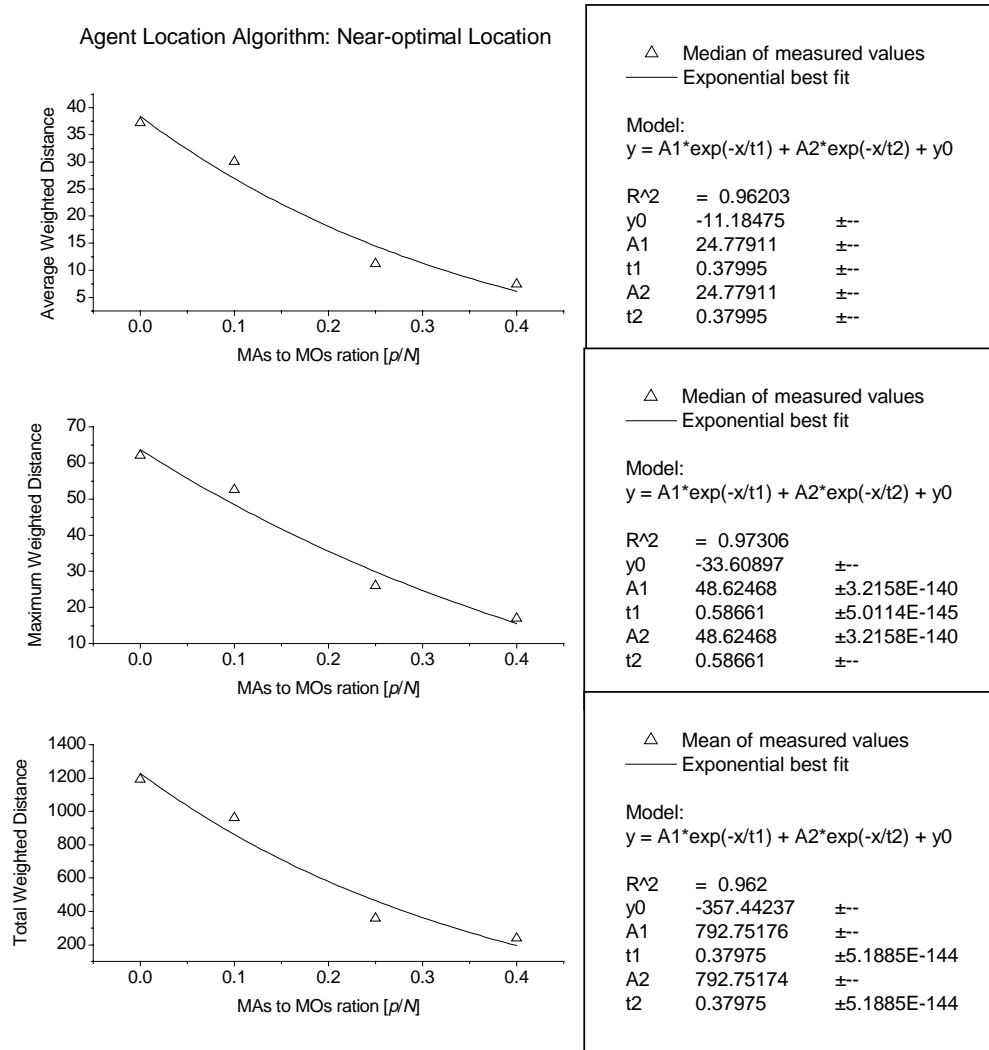 Agent Location Algorithm: Near-optimal Location
Average Weighted Distance
40
35
30
25
20
15
10
5
0.0 0.1 0.2 0.3 0.4
MAs to MOs ration [p/N]
△ Median of measured values
Exponential best fit
Model:
y = A1*exp(-x/t1) + A2*exp(-x/t2) + y0
R^2 = 0.96203
y0 -11.18475 ±--
A1 24.77911 ±--
t1 0.37995 ±--
A2 24.77911 ±--
t2 0.37995 ±--
Maximum Weighted Distance
70
60
50
40
30
20
10
0.0 0.1 0.2 0.3 0.4
MAs to MOs ration [p/N]
△ Median of measured values
Exponential best fit
Model:
y = A1*exp(-x/t1) + A2*exp(-x/t2) + y0
R^2 = 0.97306
y0 -33.60897 ±--
A1 48.62468 ±3.2158E-140
t1 0.58661 ±5.0114E-145
A2 48.62468 ±3.2158E-140
t2 0.58661 ±--
Total Weighted Distance
1400
1200
1000
800
600
400
200
0.0 0.1 0.2 0.3 0.4
MAs to MOs ration [p/N]
△ Mean of measured values
Exponential best fit
Model:
y = A1*exp(-x/t1) + A2*exp(-x/t2) + y0
R^2 = 0.962
y0 -357.44237 ±--
A1 792.75176 ±--
t1 0.37975 ±5.1885E-144
A2 792.75174 ±--
t2 0.37975 ±5.1885E-144